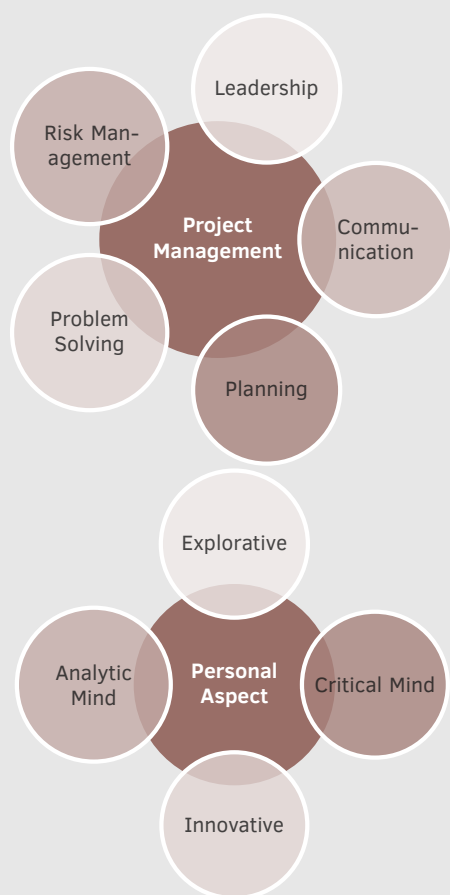 Leadership
Risk Man-
agement
Project
Management
Commu-
nication
Problem
Solving
Planning
Explorative
Analytic
Mind
Personal
Aspect
Critical Mind
Innovative